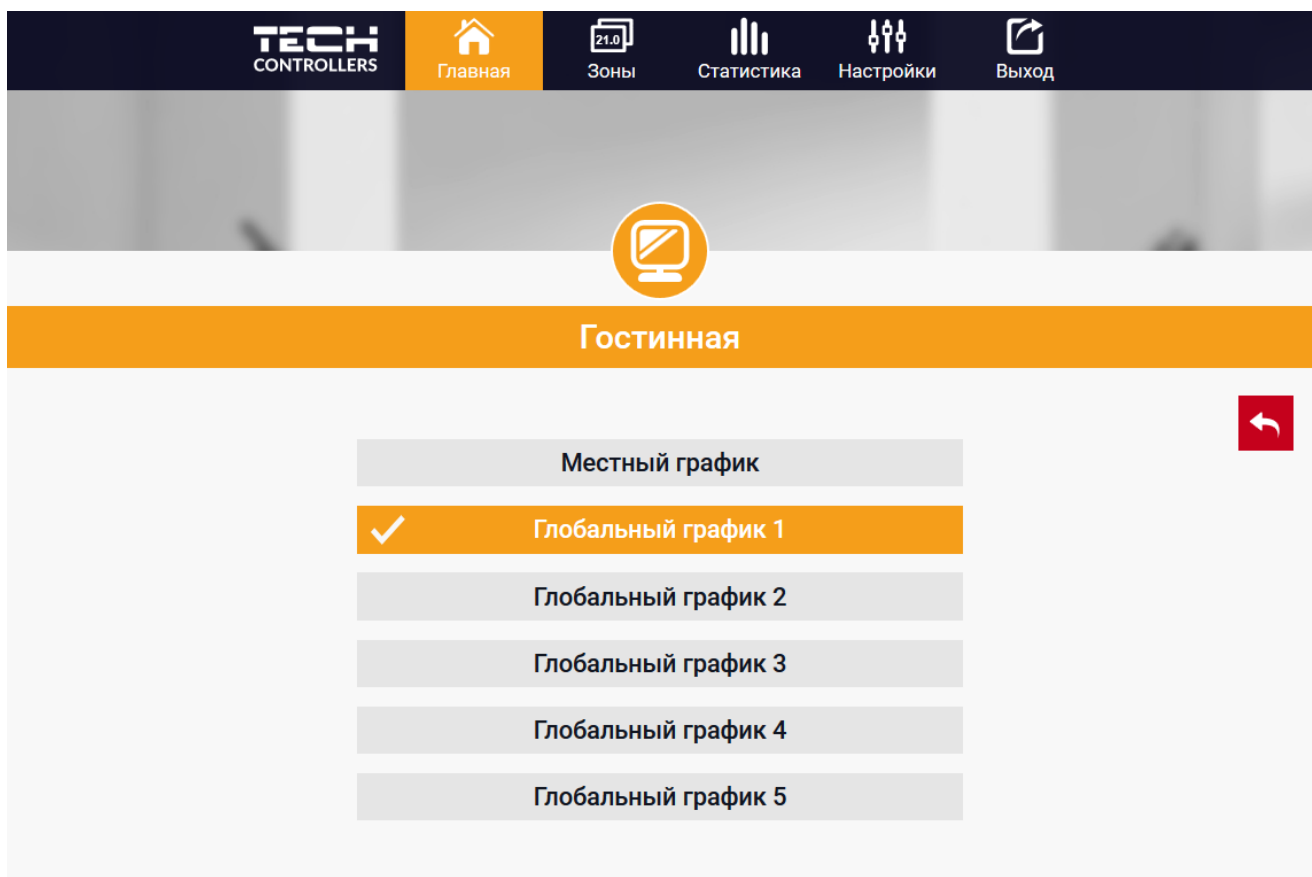 TECH
CONTROLLERS
Главная
21.0
Зоны
Статистика
Настройки
Выход
Гостинная
Местный график
Глобальный график 1
Глобальный график 2
Глобальный график 3
Глобальный график 4
Глобальный график 5